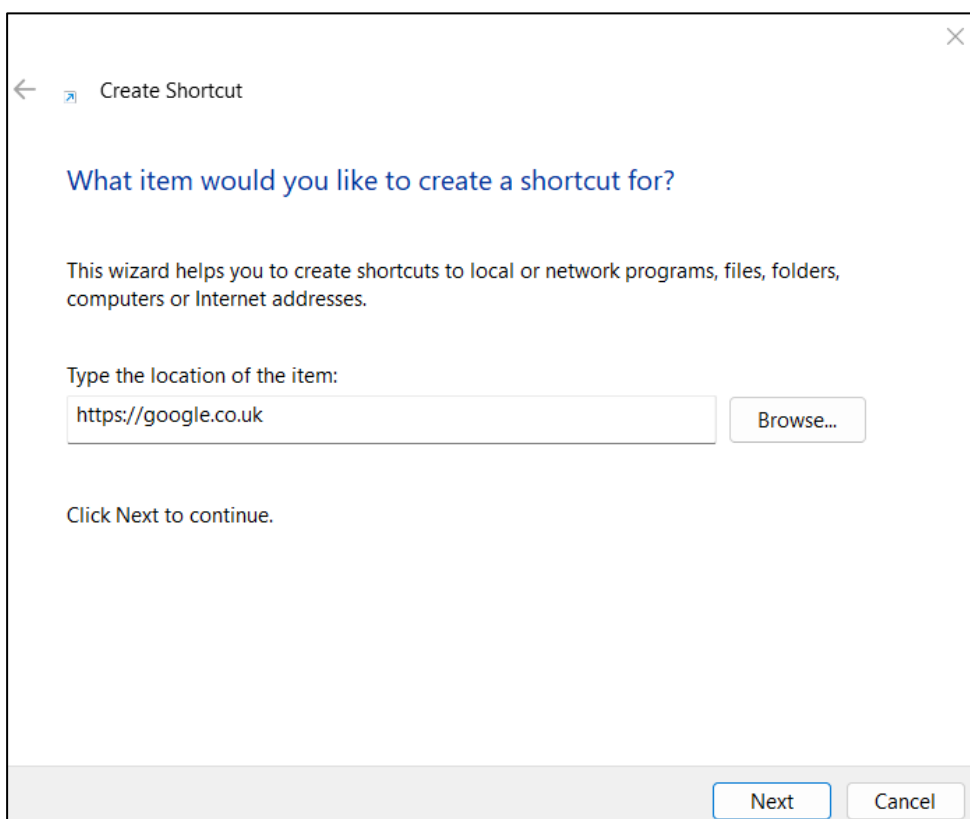 Create Shortcut
What item would you like to create a shortcut for?
This wizard helps you to create shortcuts to local or network programs, files, folders,
computers or Internet addresses.
Type the location of the item:
https://google.co.uk
Browse...
Click Next to continue.
Next
Cancel